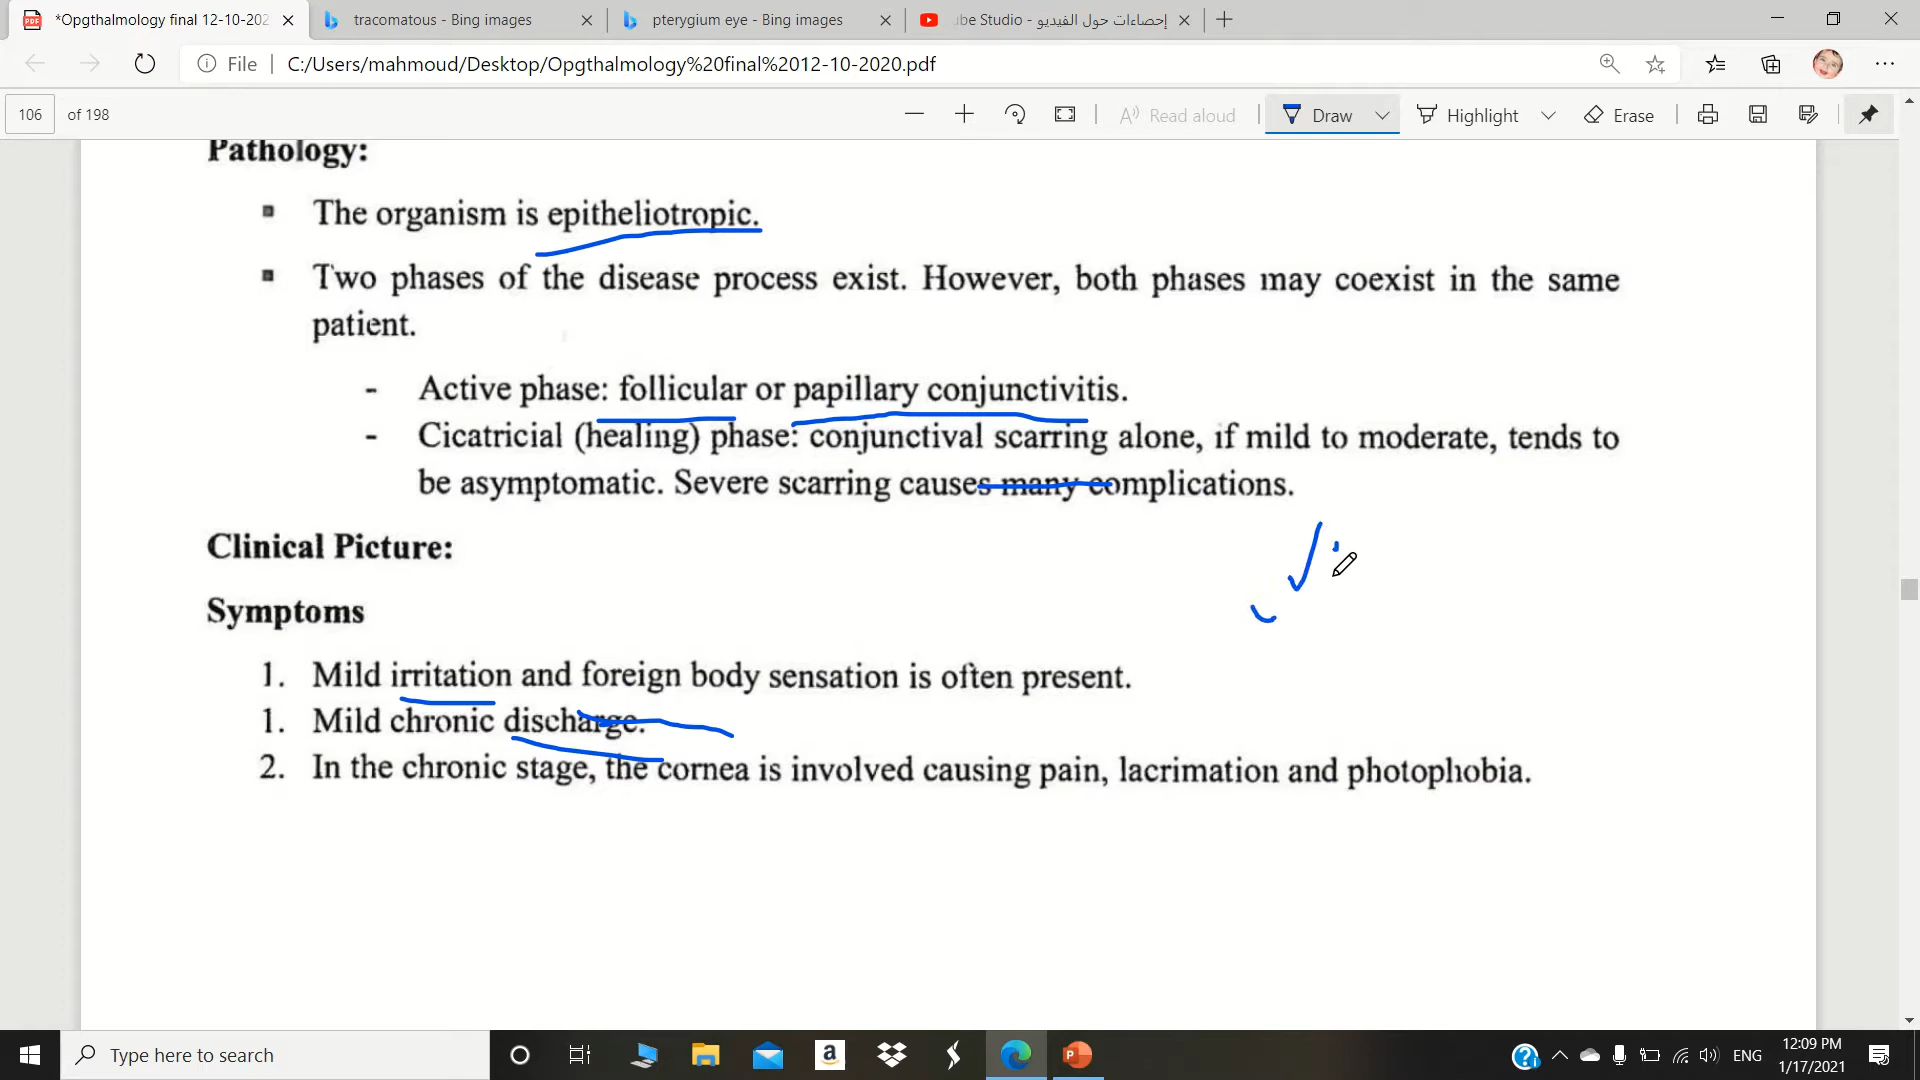 *Opgthalmology final 12-10-202
tracomatous - Bing images
pterygium eye - Bing images
إحصاءات حول الفيديو - ube Studio
File
C:/Users/mahmoud/Desktop/Opgthalmology%20final%2012-10-2020.pdf
106 of 198
Read aloud
Draw
Highlight
Erase
Pathology:
▪ The organism is epitheliotropic.
▪ Two phases of the disease process exist. However, both phases may coexist in the same
patient.
- Active phase: follicular or papillary conjunctivitis.
- Cicatricial (healing) phase: conjunctival scarring alone, if mild to moderate, tends to
be asymptomatic. Severe scarring causes many complications.
Clinical Picture:
Symptoms
1. Mild irritation and foreign body sensation is often present.
1. Mild chronic discharge.
2. In the chronic stage, the cornea is involved causing pain, lacrimation and photophobia.
Type here to search
ENG
12:09 PM
1/17/2021